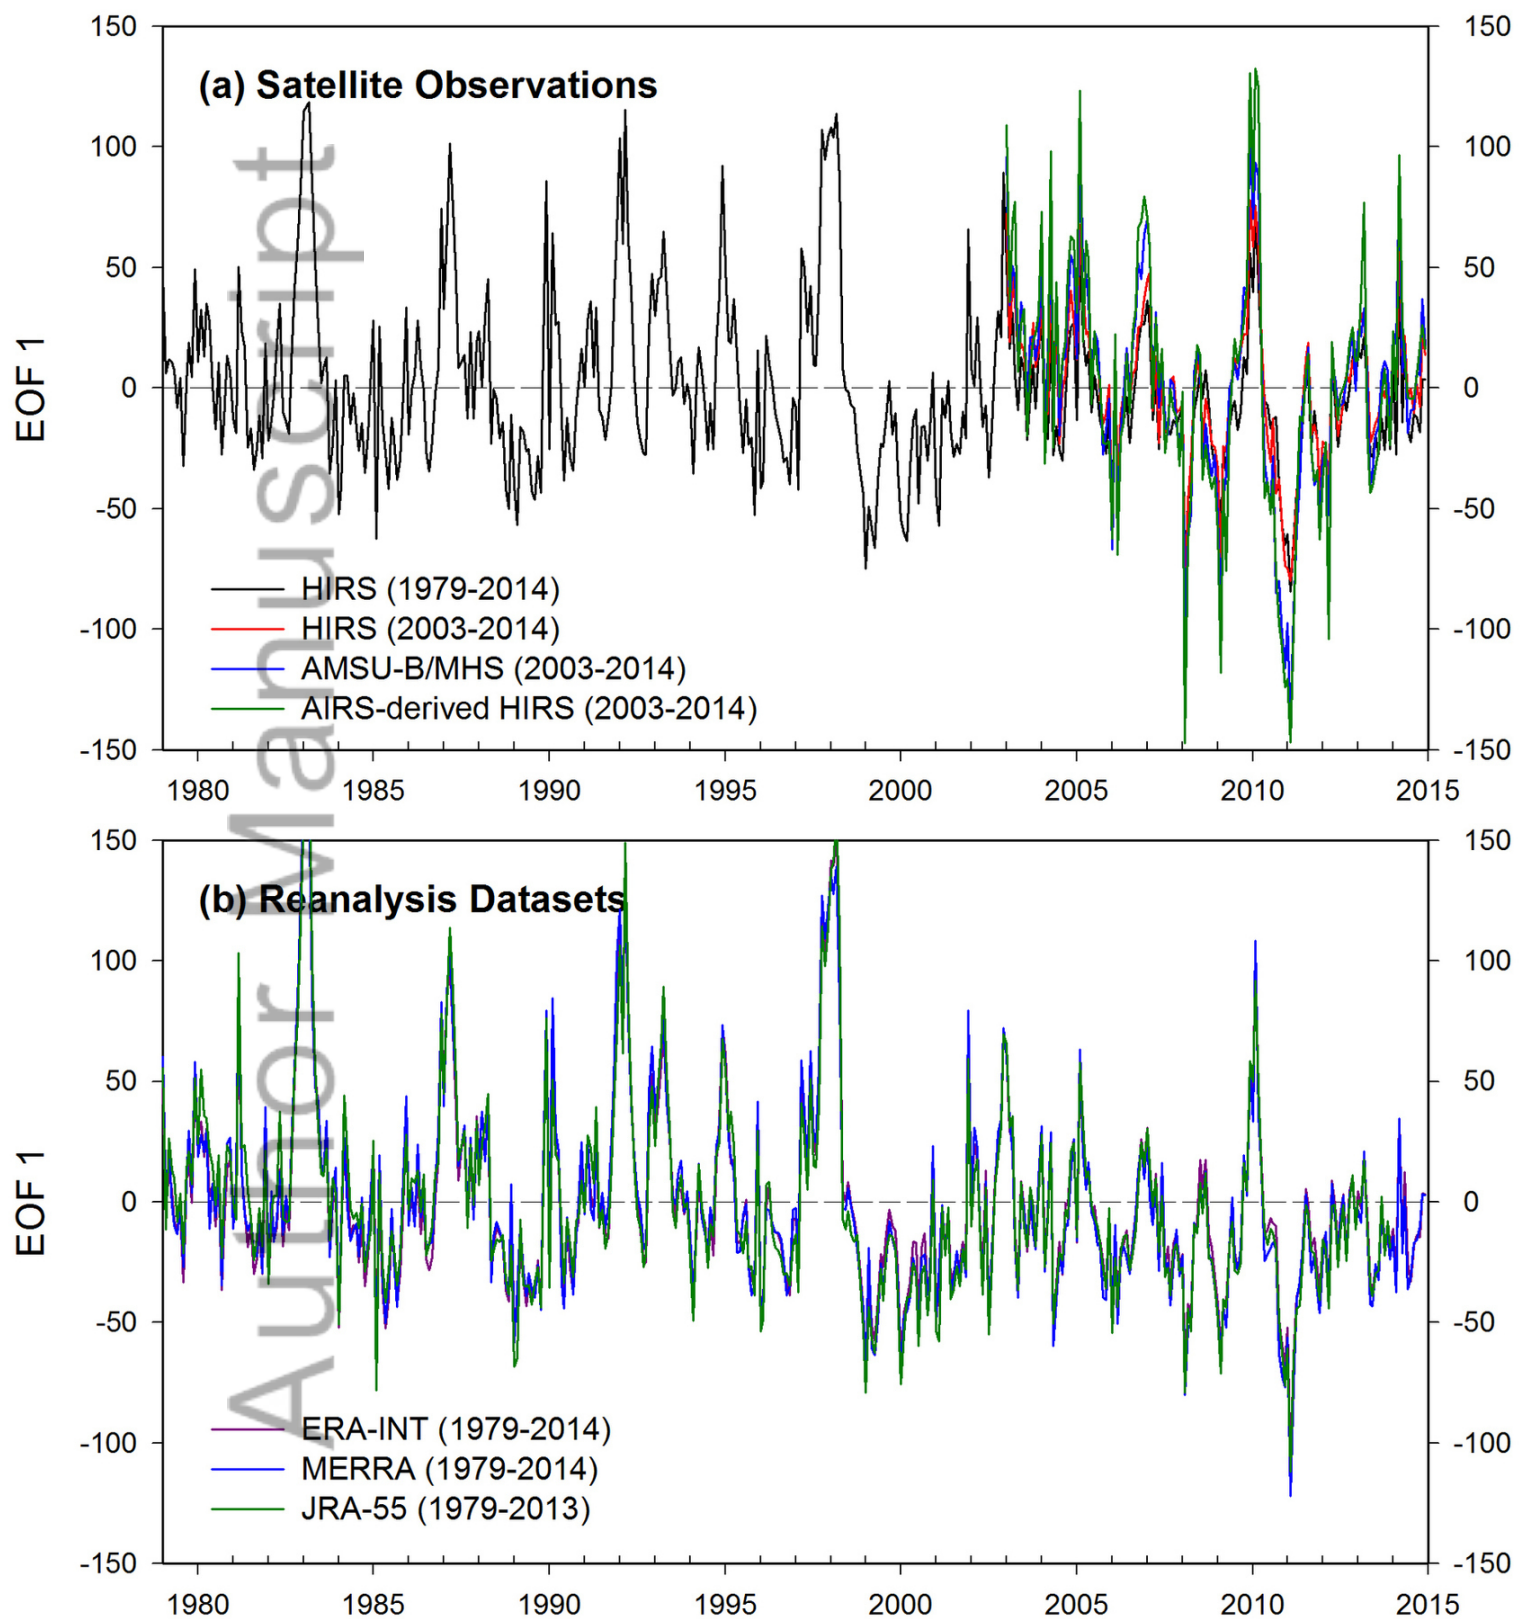 150
150
(a) Satellite Observations
100
100
50
50
0
0
EOF 1
-50
-50
HIRS (1979-2014)
-100
HIRS (2003-2014)
-100
AMSU-B/MHS (2003-2014)
AIRS-derived HIRS (2003-2014)
-150
-150
1980 1985 1990 1995 2000 2005 2010 2015
150
150
(b) Reanalysis Datasets
100
100
50
50
0
0
EOF 1
-50
-50
ERA-INT (1979-2014)
-100
-100
MERRA (1979-2014)
JRA-55 (1979-2013)
-150
-150
1980 1985 1990 1995 2000 2005 2010 2015
Author Manuscript